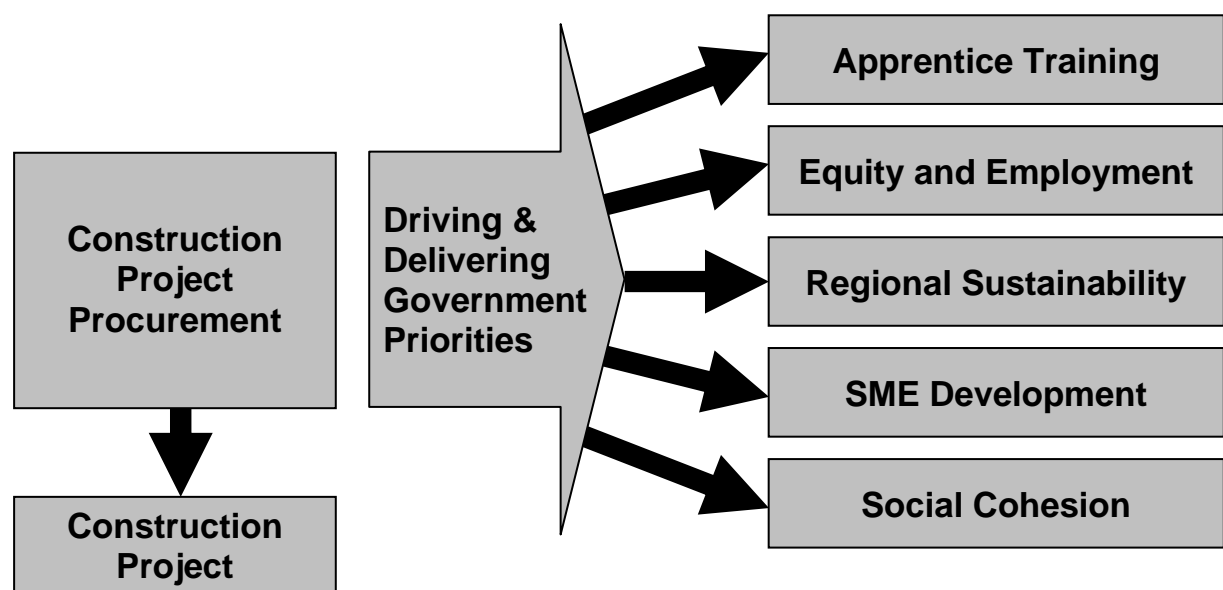 Construction
Project
Procurement
Construction
Project
Driving &
Delivering
Government
Priorities
Apprentice Training
Equity and Employment
Regional Sustainability
SME Development
Social Cohesion